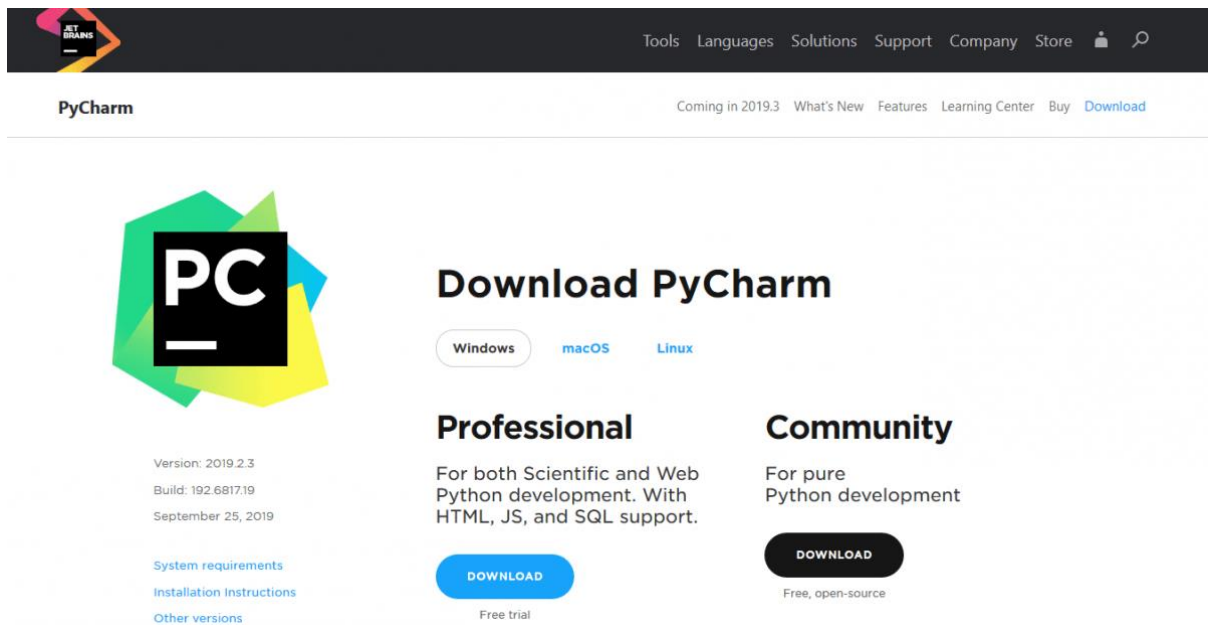 JET
BRAINS
Tools Languages Solutions Support Company Store
PyCharm
Coming in 2019.3 What's New Features Learning Center Buy Download
PC
Version: 2019.2.3
Build: 192.6817.19
September 25, 2019
System requirements
Installation Instructions
Other versions
Download PyCharm
Windows macOS Linux
Professional
For both Scientific and Web
Python development. With
HTML, JS, and SQL support.
DOWNLOAD
Free trial
Community
For pure
Python development
DOWNLOAD
Free, open-source